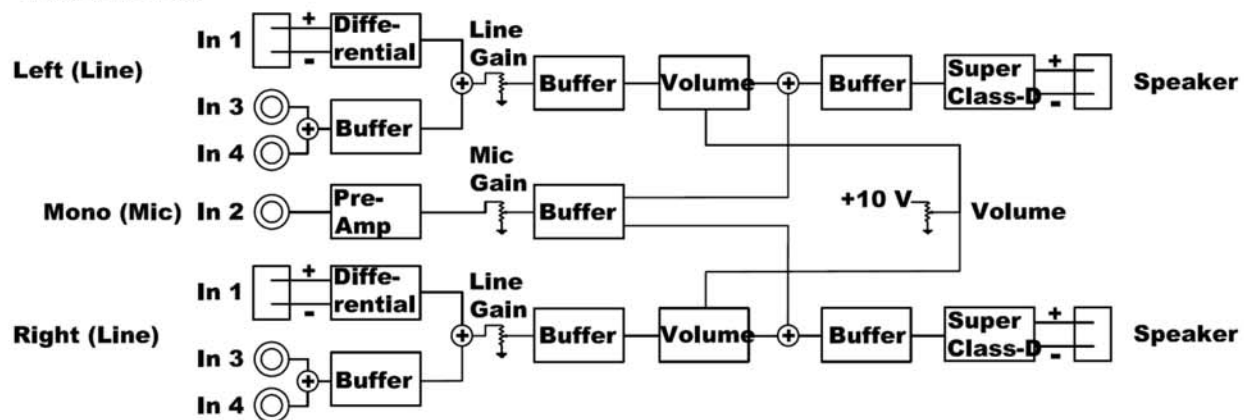 In 1
+
-
Diffe-
rential
Line
Gain
Left (Line)
Buffer
Volume
+
Buffer
Super
Class-D
+
-
Speaker
In 3
In 4
+
Buffer
+
Mono (Mic)
In 2
Pre-
Amp
Mic
Gain
Buffer
+10 V
Volume
In 1
+
-
Diffe-
rential
Line
Gain
Right (Line)
+
Buffer
Volume
+
Buffer
Super
Class-D
+
-
Speaker
In 3
In 4
+
Buffer